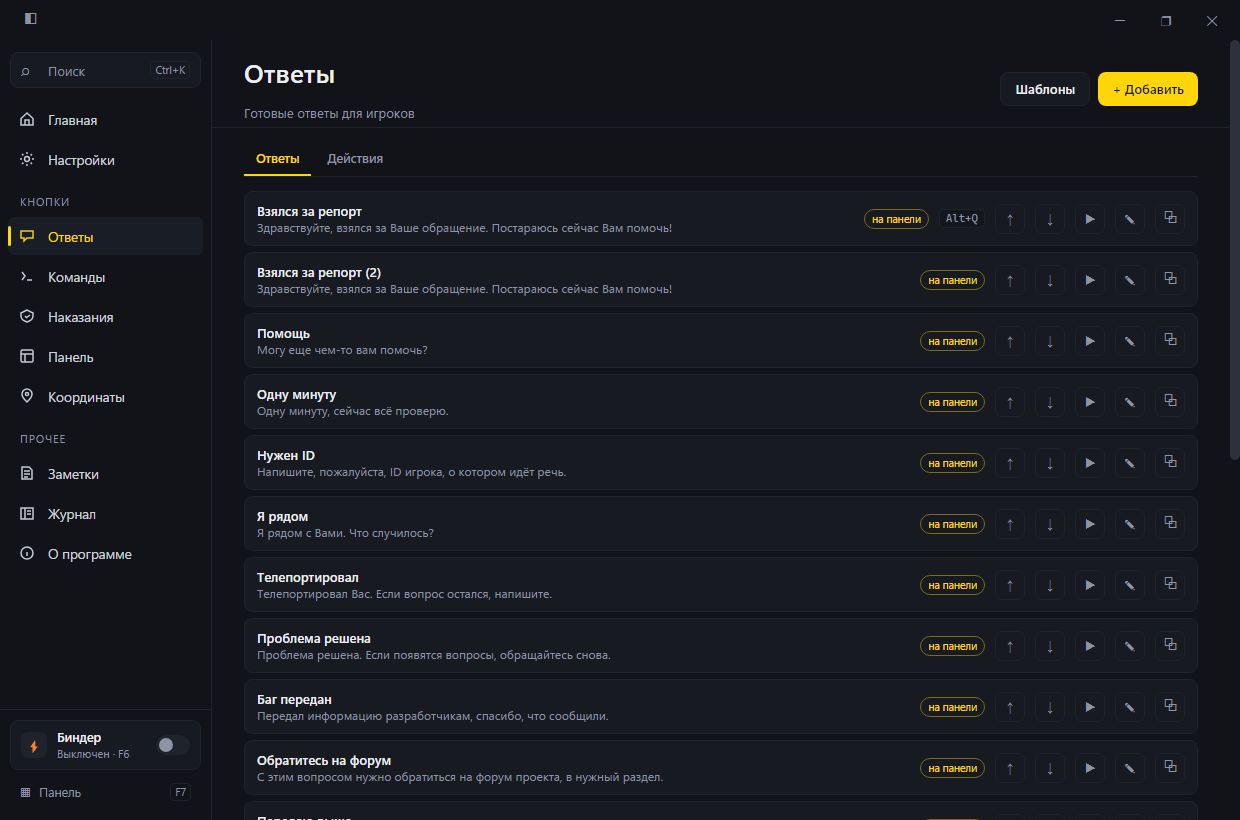 Поиск
Ctrl+K
Главная
Настройки
КНОПКИ
Ответы
Команды
Наказания
Панель
Координаты
ПРОЧЕЕ
Заметки
Журнал
О программе
Биндер
Выключен · F6
Панель
F7
Ответы
Готовые ответы для игроков
Шаблоны
+ Добавить
Ответы
Действия
Взялся за репорт
Здравствуйте, взялся за Ваше обращение. Постараюсь сейчас Вам помочь!
на панели
Alt+Q
Взялся за репорт (2)
Здравствуйте, взялся за Ваше обращение. Постараюсь сейчас Вам помочь!
на панели
Помощь
Могу еще чем-то вам помочь?
на панели
Одну минуту
Одну минуту, сейчас всё проверю.
на панели
Нужен ID
Напишите, пожалуйста, ID игрока, о котором идёт речь.
на панели
Я рядом
Я рядом с Вами. Что случилось?
на панели
Телепортировал
Телепортировал Вас. Если вопрос остался, напишите.
на панели
Проблема решена
Проблема решена. Если появятся вопросы, обращайтесь снова.
на панели
Баг передан
Передал информацию разработчикам, спасибо, что сообщили.
на панели
Обратитесь на форум
С этим вопросом нужно обратиться на форум проекта, в нужный раздел.
на панели